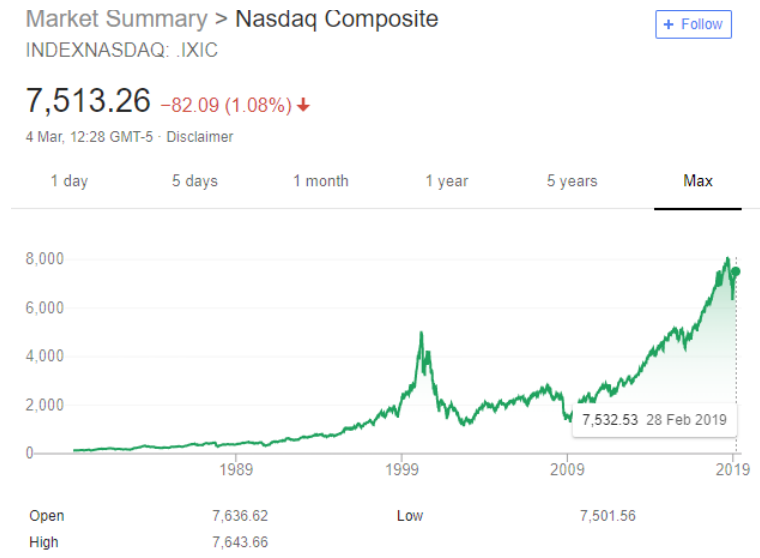 Market Summary > Nasdaq Composite
+ Follow
INDEXNASDAQ: .IXIC
7,513.26 −82.09 (1.08%)
4 Mar, 12:28 GMT-5 · Disclaimer
1 day 5 days 1 month 1 year 5 years Max
8,000
6,000
4,000
2,000
7,532.53 28 Feb 2019
0
1989 1999 2009 2019
Open 7,636.62 Low 7,501.56
High 7,643.66